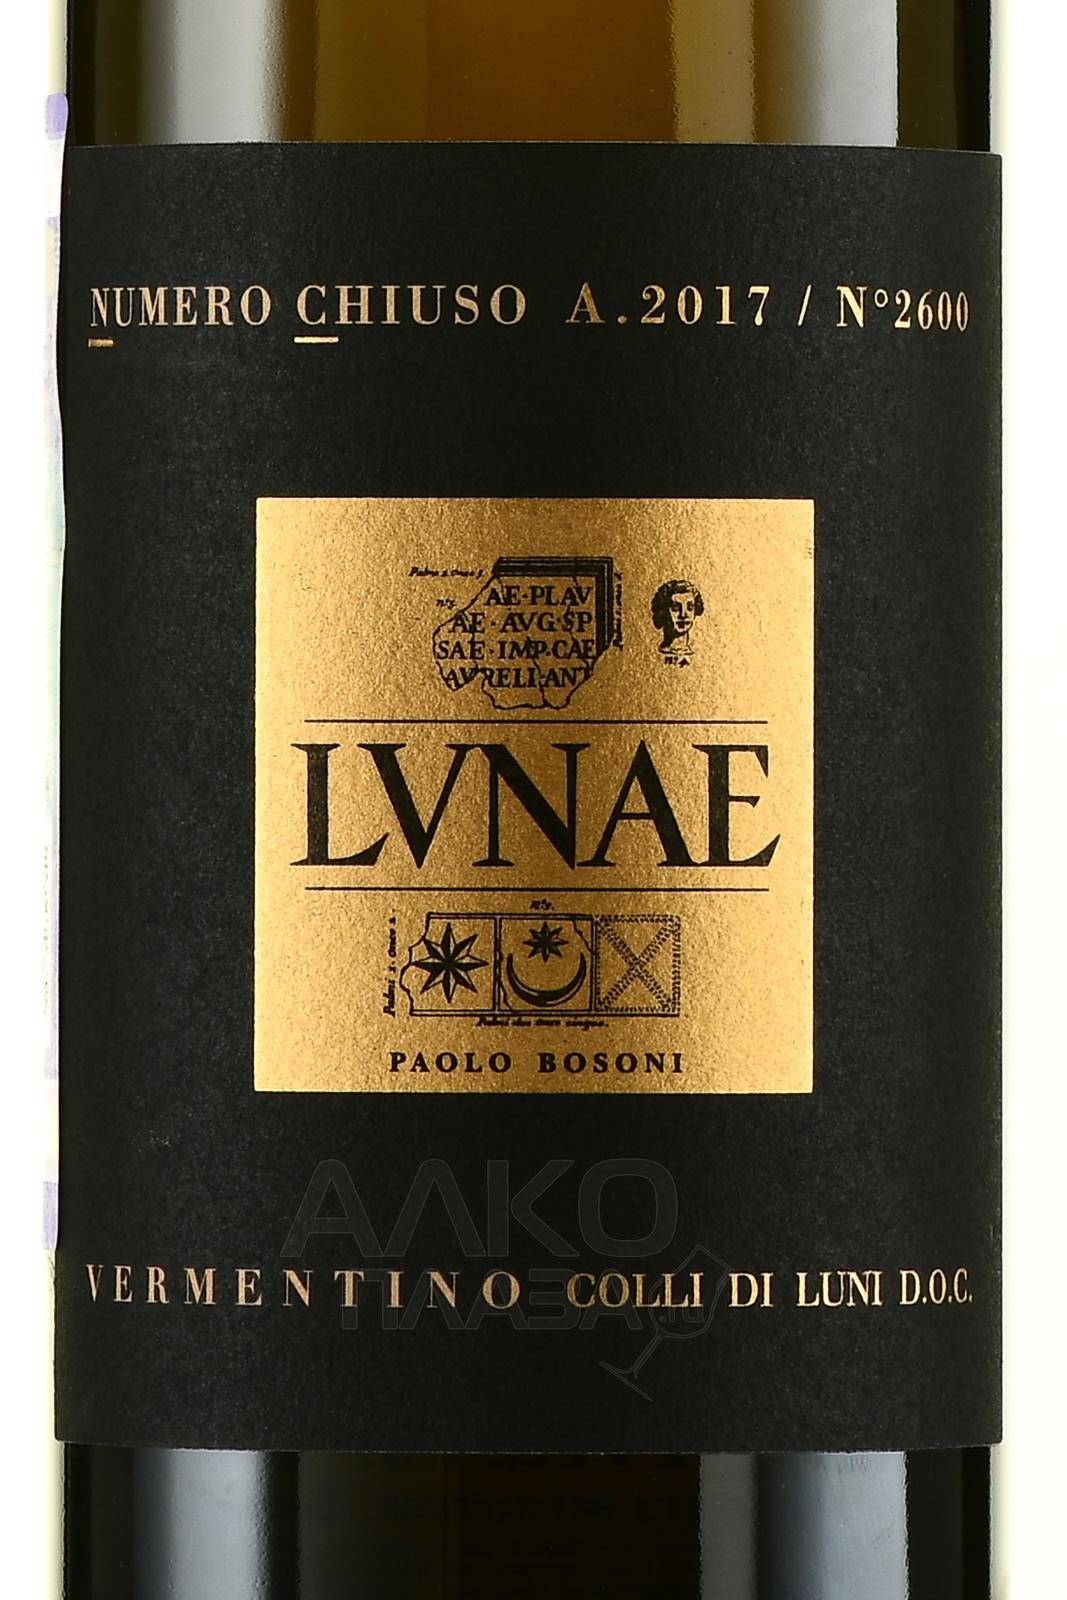 NUMERO CHIUSO A.2017 / N°2600
AE·PLAV
AE·AVG·SP
SAE·IMP·CAE
AVRELI·ANT
LVNAE
PAOLO BOSONI
VERMENTINO COLLI DI LUNI D.O.C.
АЛКО
ПЛАЗА.ru